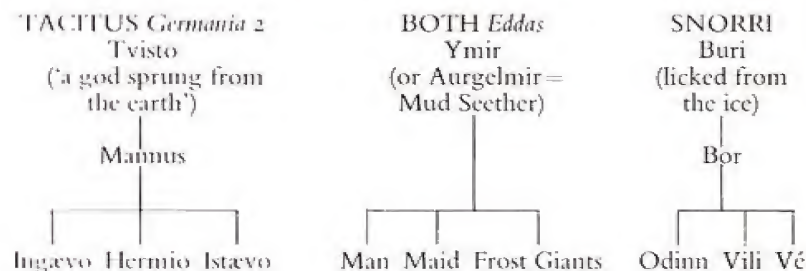 TACITUS Germania 2
Tvisto
('a god sprung from
the earth')
Mannus
Ingævo Hermio Istævo
BOTH Eddas
Ymir
(or Aurgelmir =
Mud Seether)
Man Maid Frost Giants
SNORRI
Buri
(licked from
the ice)
Bor
Odinn Vili Vé